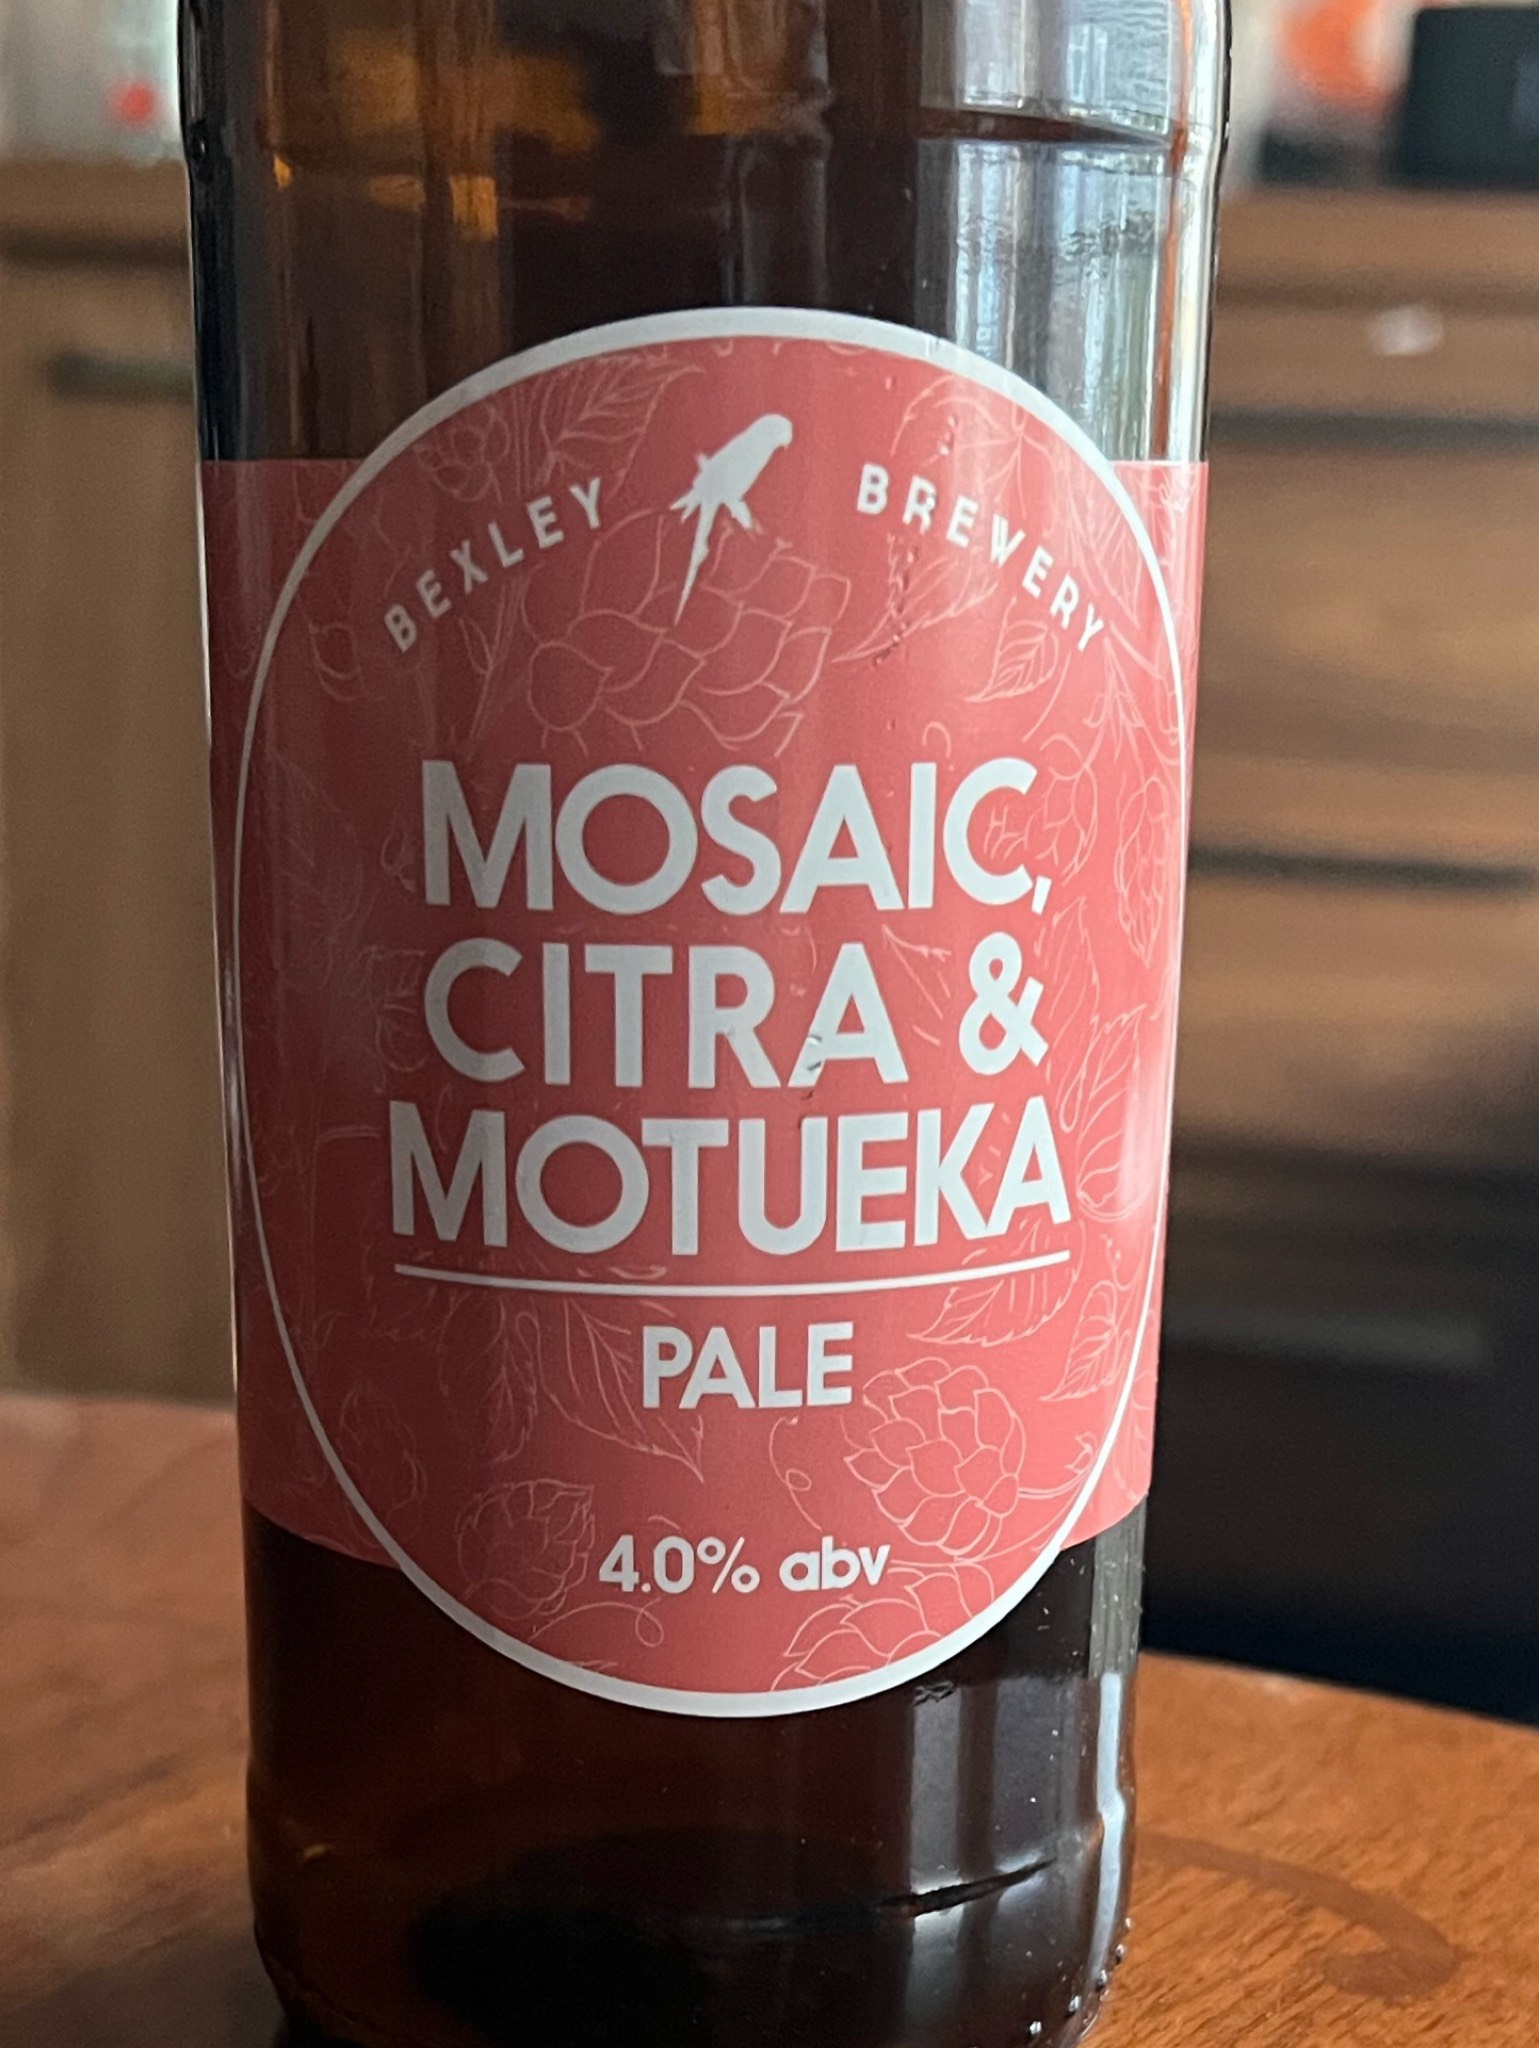 BEXLEY BREWERY
MOSAIC,
CITRA &
MOTUEKA
PALE
4.0% abv